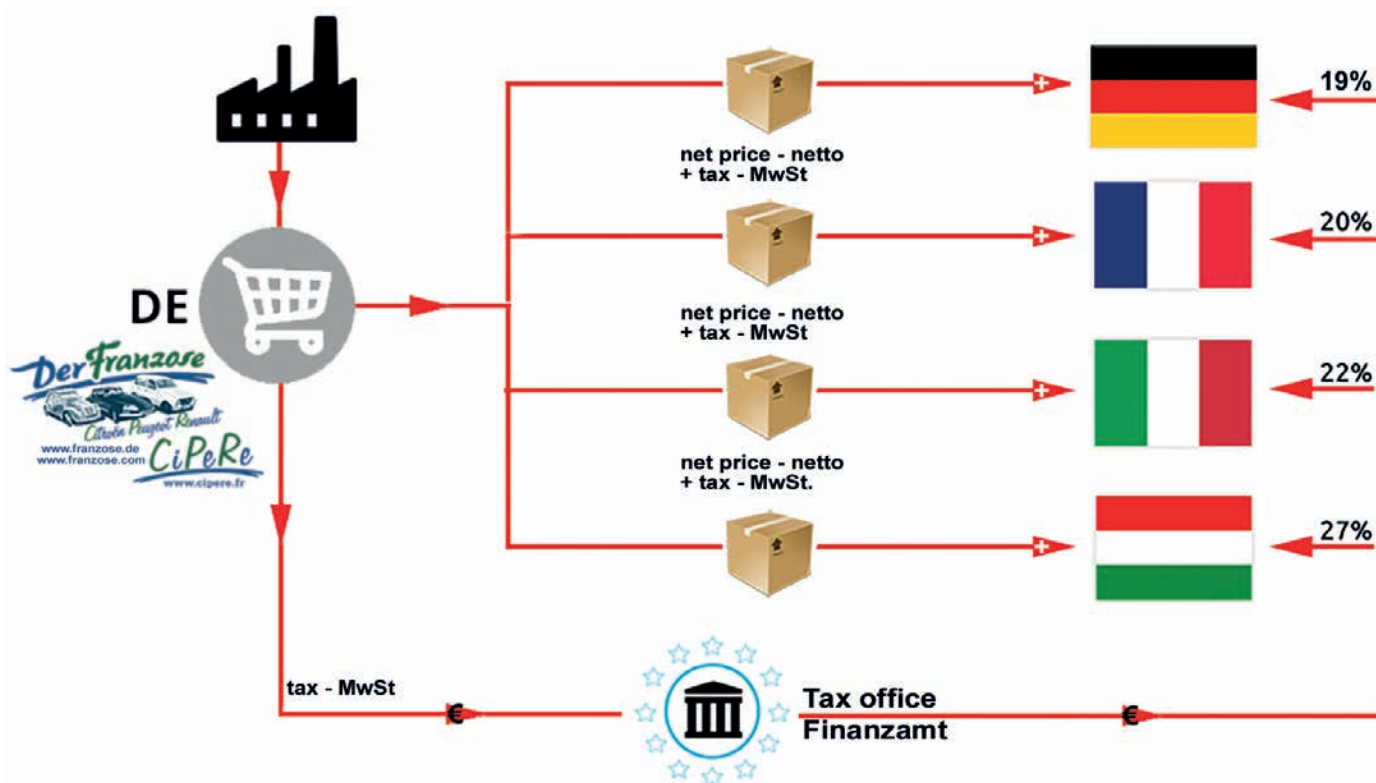 19%
net price - netto
+ tax - MwSt
20%
DE
net price - netto
+ tax - MwSt
Der Franzose
Citroën Peugeot Renault
www.franzose.de
www.franzose.com
CiPeRe
www.cipere.fr
22%
net price - netto
+ tax - MwSt.
27%
tax - MwSt
€
Tax office
Finanzamt
€